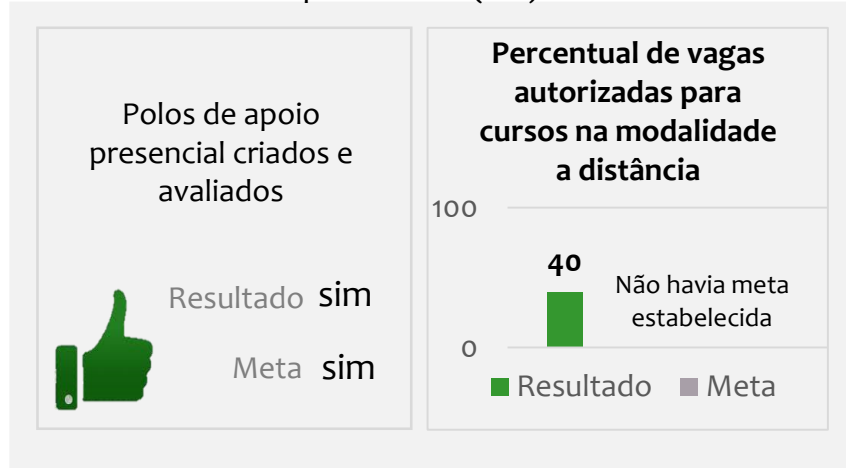 Polos de apoio
presencial criados e
avaliados
Resultado sim
Meta sim
Percentual de vagas
autorizadas para
cursos na modalidade
a distância
100
40
Não havia meta
estabelecida
0
Resultado Meta